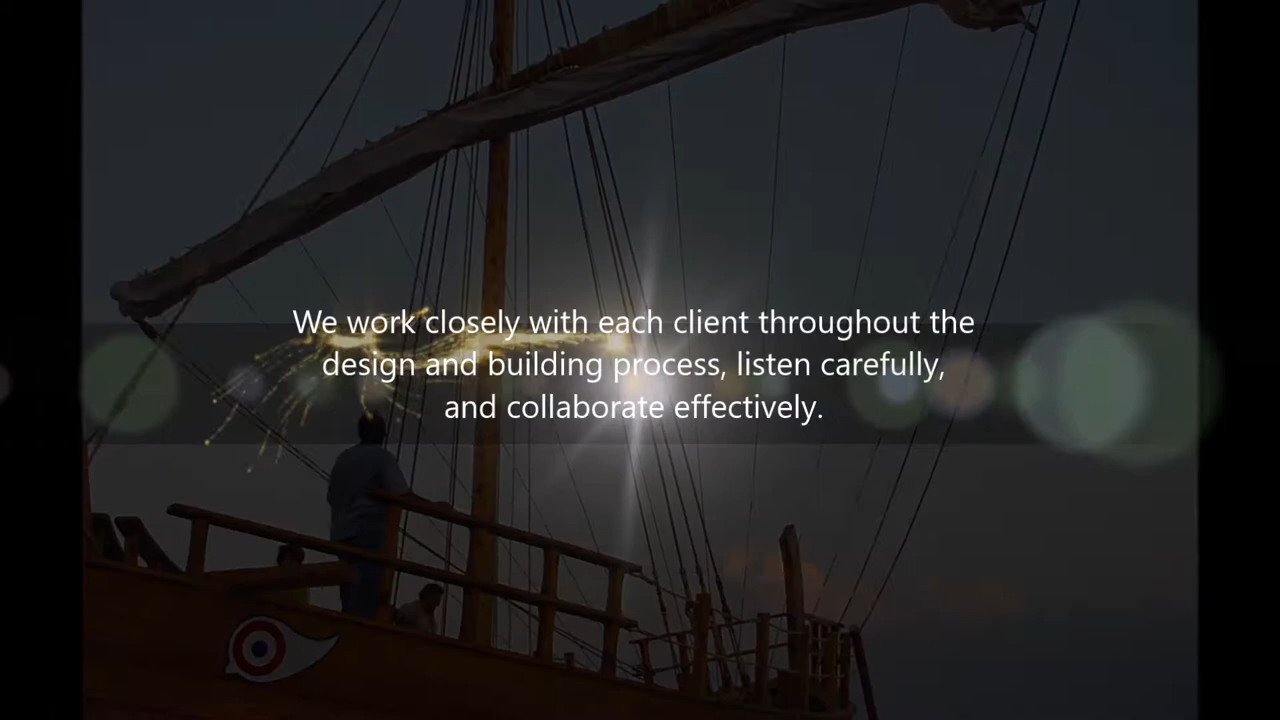 We work closely with each client throughout the
design and building process, listen carefully,
and collaborate effectively.